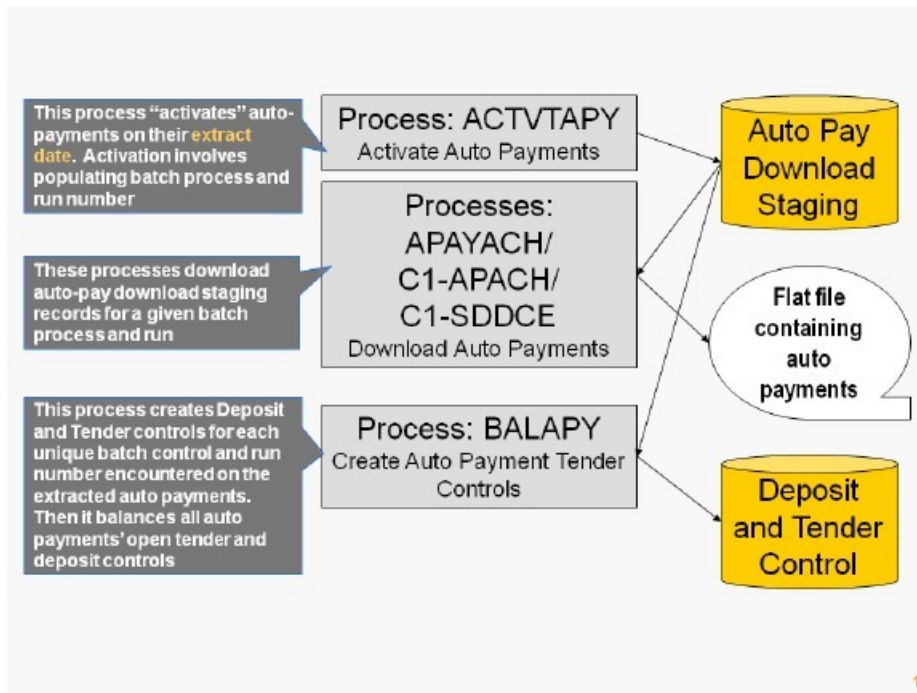 This process “activates” auto-
payments on their extract
date.  Activation involves
populating batch process and
run number
Process: ACTVTAPY
Activate Auto Payments
Auto Pay
Download
Staging
These processes download
auto-pay download staging
records for a given batch
process and run
Processes:
APAYACH/
C1-APACH/
C1-SDDCE
Download Auto Payments
Flat file
containing
auto
payments
This process creates Deposit
and Tender controls for each
unique batch control and run
number encountered on the
extracted auto payments.
Then it balances all auto
payments’ open tender and
deposit controls
Process: BALAPY
Create Auto Payment Tender
Controls
Deposit
and Tender
Control